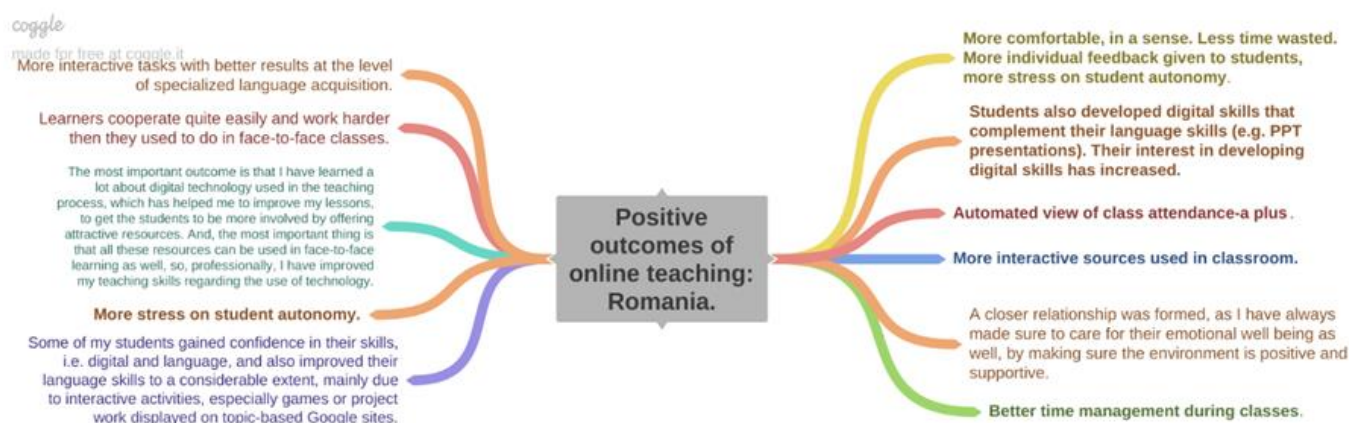 coggle
made for free at coggle.it
More interactive tasks with better results at the level
of specialized language acquisition.
Learners cooperate quite easily and work harder
then they used to do in face-to-face classes.
The most important outcome is that I have learned a
lot about digital technology used in the teaching
process, which has helped me to improve my lessons,
to get the students to be more involved by offering
attractive resources. And, the most important thing is
that all these resources can be used in face-to-face
learning as well, so, professionally, I have improved
my teaching skills regarding the use of technology.
More stress on student autonomy.
Some of my students gained confidence in their skills,
i.e. digital and language, and also improved their
language skills to a considerable extent, mainly due
to interactive activities, especially games or project
work displayed on topic-based Google sites.
Positive
outcomes of
online teaching:
Romania.
More comfortable, in a sense. Less time wasted.
More individual feedback given to students,
more stress on student autonomy.
Students also developed digital skills that
complement their language skills (e.g. PPT
presentations). Their interest in developing
digital skills has increased.
Automated view of class attendance-a plus.
More interactive sources used in classroom.
A closer relationship was formed, as I have always
made sure to care for their emotional well being as
well, by making sure the environment is positive and
supportive.
Better time management during classes.